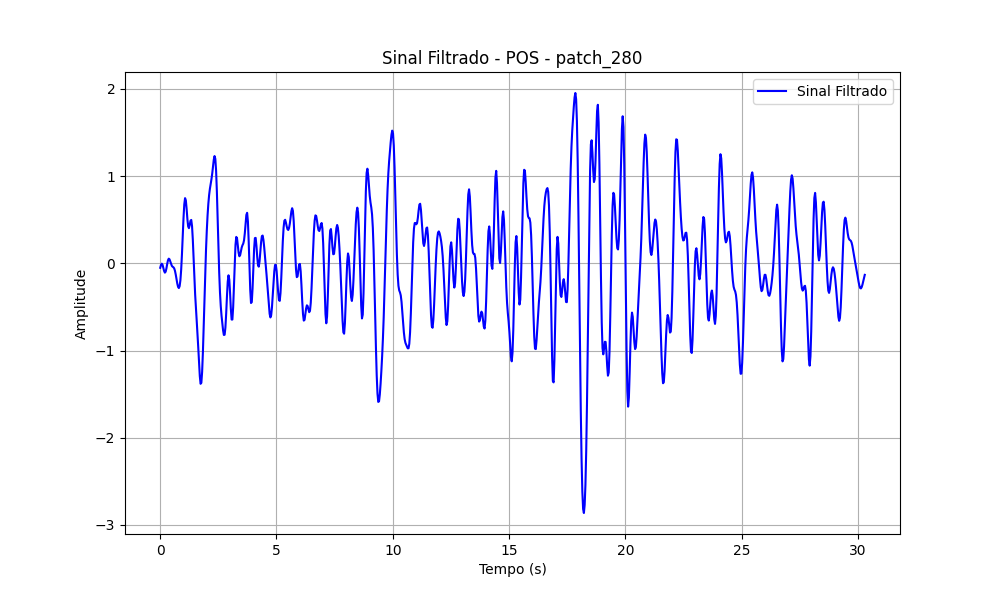 Sinal Filtrado - POS - patch_280
Sinal Filtrado
Amplitude
2
1
0
−1
−2
−3
0 5 10 15 20 25 30
Tempo (s)